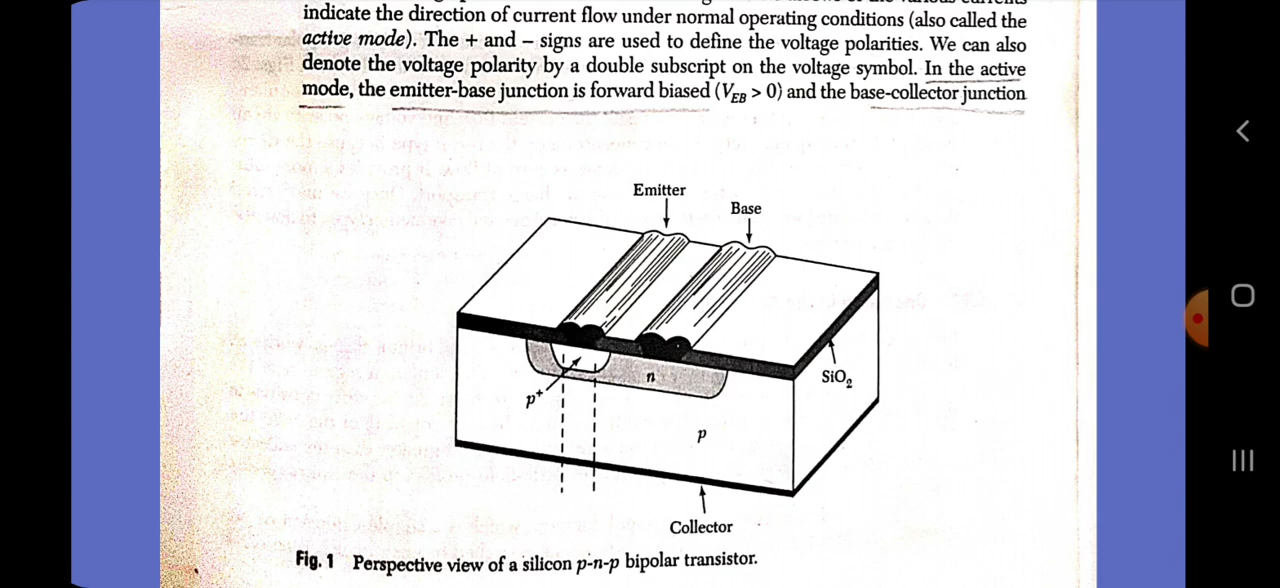 indicate the direction of current flow under normal operating conditions (also called the
active mode). The + and – signs are used to define the voltage polarities. We can also
denote the voltage polarity by a double subscript on the voltage symbol. In the active
mode, the emitter-base junction is forward biased (VEB > 0) and the base-collector junction
Emitter
Base
SiO2
n
p+
p
Collector
Fig. 1 Perspective view of a silicon p-n-p bipolar transistor.